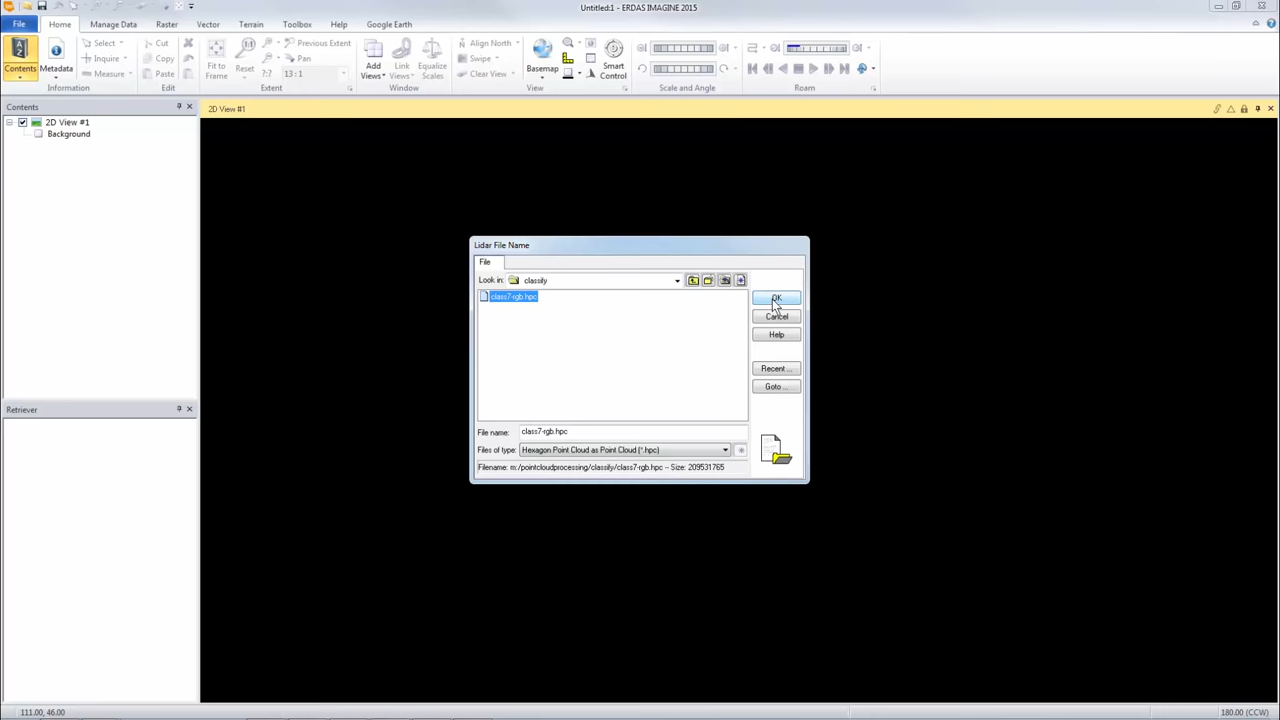 Untitled:1 - ERDAS IMAGINE 2015
File Home Manage Data Raster Vector Terrain Toolbox Help Google Earth
Contents
Metadata
Select
Inquire
Measure
Information
Cut
Copy
Paste
Edit
Fit to Frame
Reset
Previous Extent
Pan
?:? 13 : 1
Extent
Add Views
Link Views
Equalize Scales
Window
Align North
Swipe
Clear View
Basemap
Smart Control
View
Scale and Angle
Roam
Contents
2D View #1
Background
2D View #1
Retriever
Lidar File Name
File
Look in: classify
class7-rgb.hpc
OK
Cancel
Help
Recent ...
Goto ...
File name: class7-rgb.hpc
Files of type: Hexagon Point Cloud as Point Cloud (*.hpc)
Filename: m:/pointcloudprocessing/classify/class7-rgb.hpc -- Size: 209531765
111.00, 46.00
180.00 (CCW)